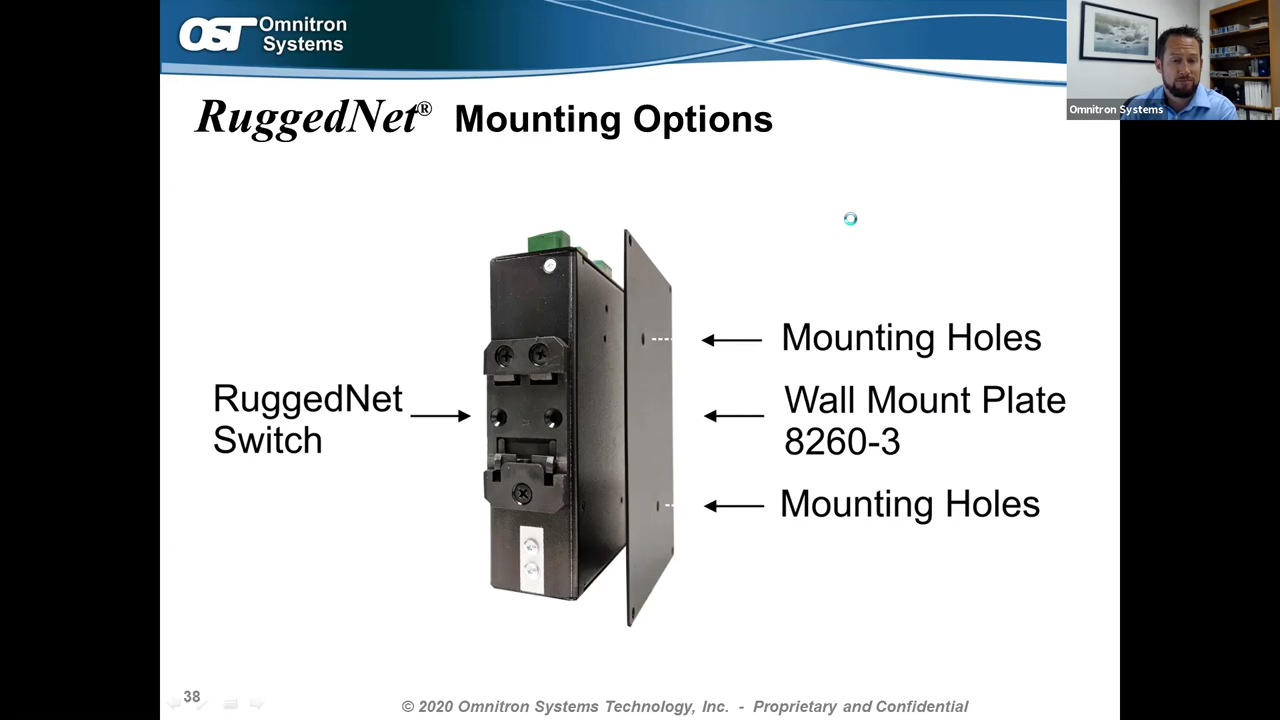 OST Omnitron
Systems
Omnitron Systems
RuggedNet® Mounting Options
Mounting Holes
RuggedNet
Switch
Wall Mount Plate
8260-3
Mounting Holes
38
© 2020 Omnitron Systems Technology, Inc. - Proprietary and Confidential